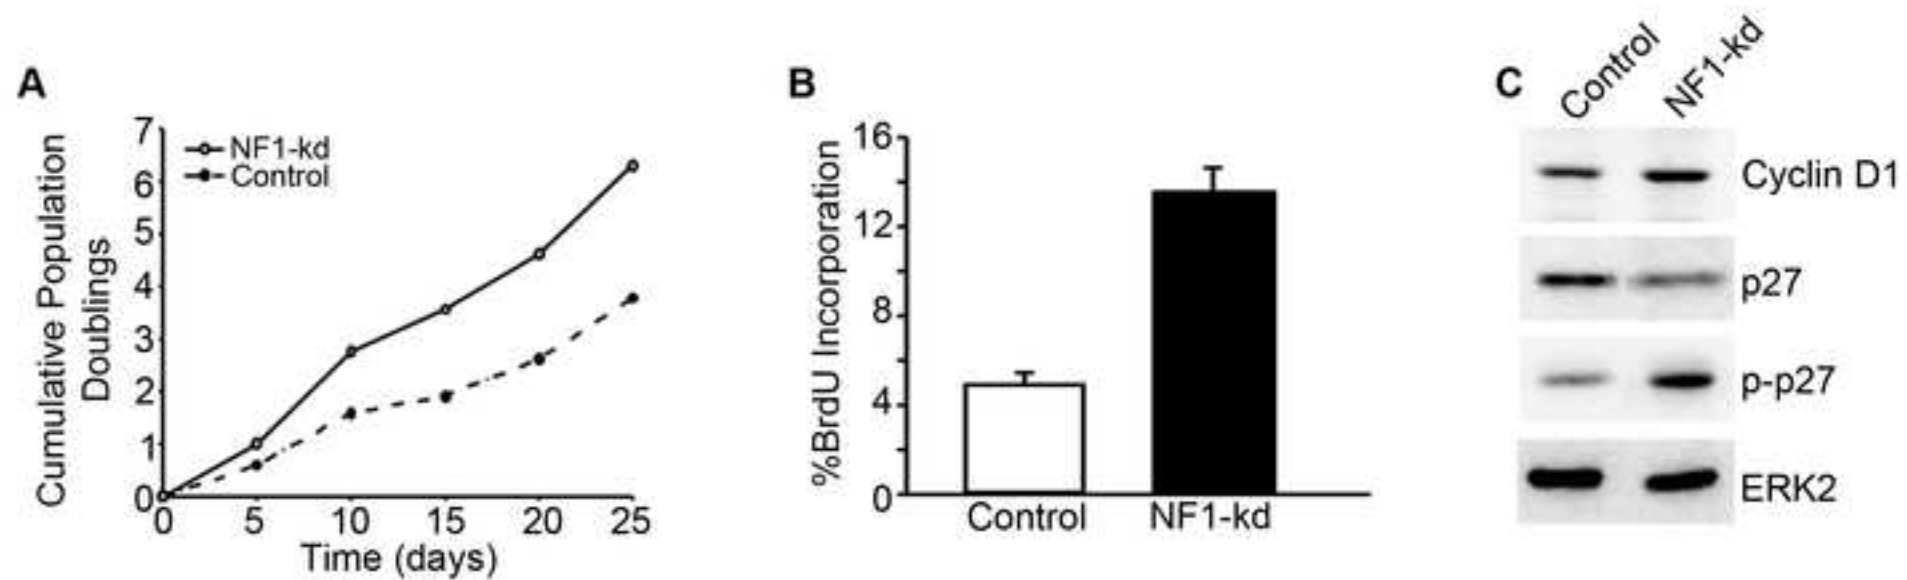 A
Cumulative Population
Doublings
7
6
5
4
3
2
1
0
NF1-kd
Control
0 5 10 15 20 25
Time (days)
B
%BrdU Incorporation
16
12
8
4
0
Control NF1-kd
C
Control NF1-kd
Cyclin D1
p27
p-p27
ERK2